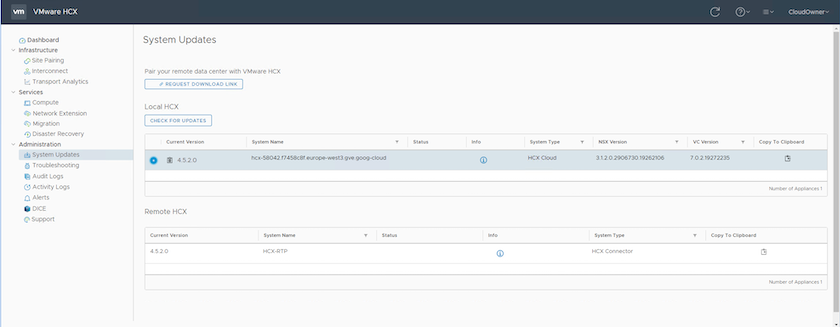 vm VMware HCX
CloudOwner
Dashboard
Infrastructure
Site Pairing
Interconnect
Transport Analytics
Services
Compute
Network Extension
Migration
Disaster Recovery
Administration
System Updates
Troubleshooting
Audit Logs
Activity Logs
Alerts
DICE
Support
System Updates
Pair your remote data center with VMware HCX
REQUEST DOWNLOAD LINK
Local HCX
CHECK FOR UPDATES
Current Version System Name Status Info System Type NSX Version VC Version Copy To Clipboard
4.5.2.0 hcx-58042.f7458c8f.europe-west3.gve.goog-cloud HCX Cloud 3.1.2.0.2906730.19262106 7.0.2.19272235
Number of Appliances 1
Remote HCX
Current Version System Name Status Info System Type Copy To Clipboard
4.5.2.0 HCX-RTP HCX Connector
Number of Appliances 1